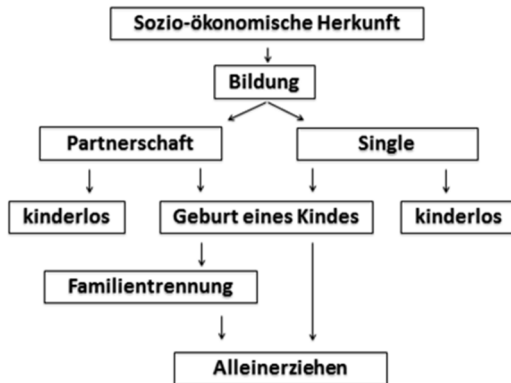 Sozio-ökonomische Herkunft
Bildung
Partnerschaft
Single
kinderlos
Geburt eines Kindes
kinderlos
Familientrennung
Alleinerziehen